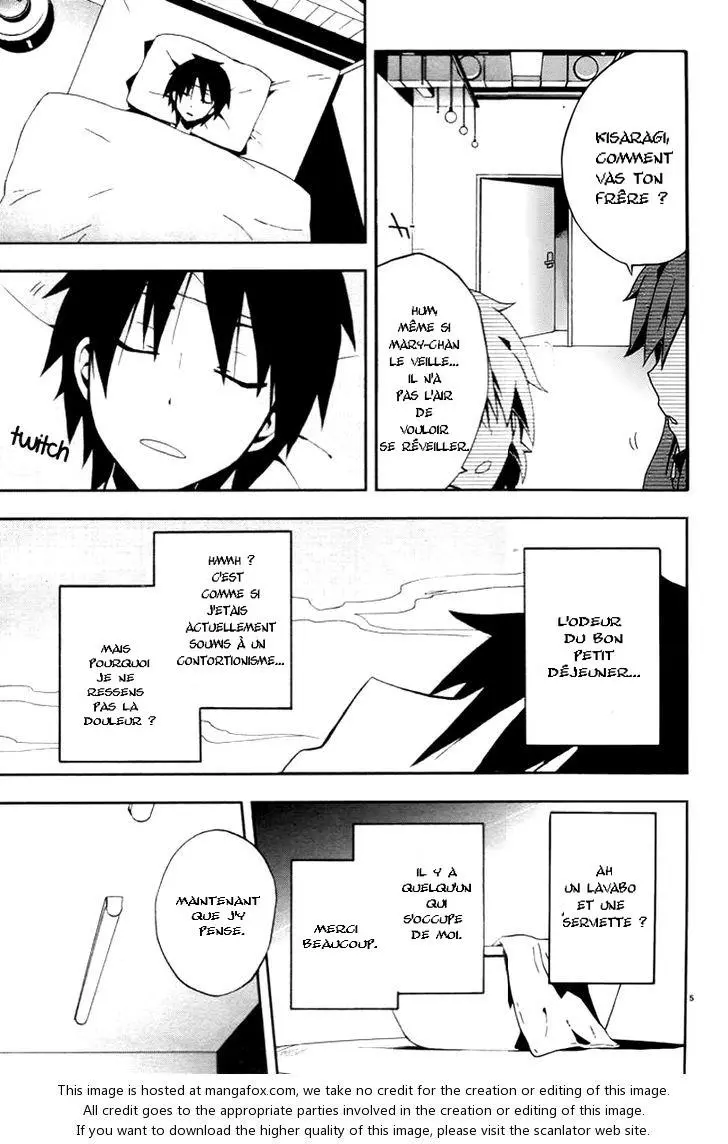 KISARAGI,
COMMENT
VAS TON
FRÈRE ?
HUM,
MÊME SI
MARY-CHAN
LE VEILLE...
IL N'A
PAS L'AIR
DE
VOULOIR
SE RÉVEILLER.
twitch
L'ODEUR
DU BON
PETIT
DÉJEUNER...
HMMH ?
C'EST
COMME SI
J'ETAIS
ACTUELLEMENT
SOUMIS À UN
CONTORTIONISME...
MAIS
POURQUOI
JE NE
RESSENS
PAS LA
DOULEUR ?
ÀH
UN LAVABO
ET UNE
SERVIETTE ?
IL Y A
QUELQU'UN
QUI
S'OCCUPE
DE MOI.
MERCI
BEAUCOUP.
MAINTENANT
QUE J'Y
PENSE.
5
This image is hosted at mangafox.com, we take no credit for the creation or editing of this image.
All credit goes to the appropriate parties involved in the creation or editing of this image.
If you want to download the higher quality of this image, please visit the scanlator web site.